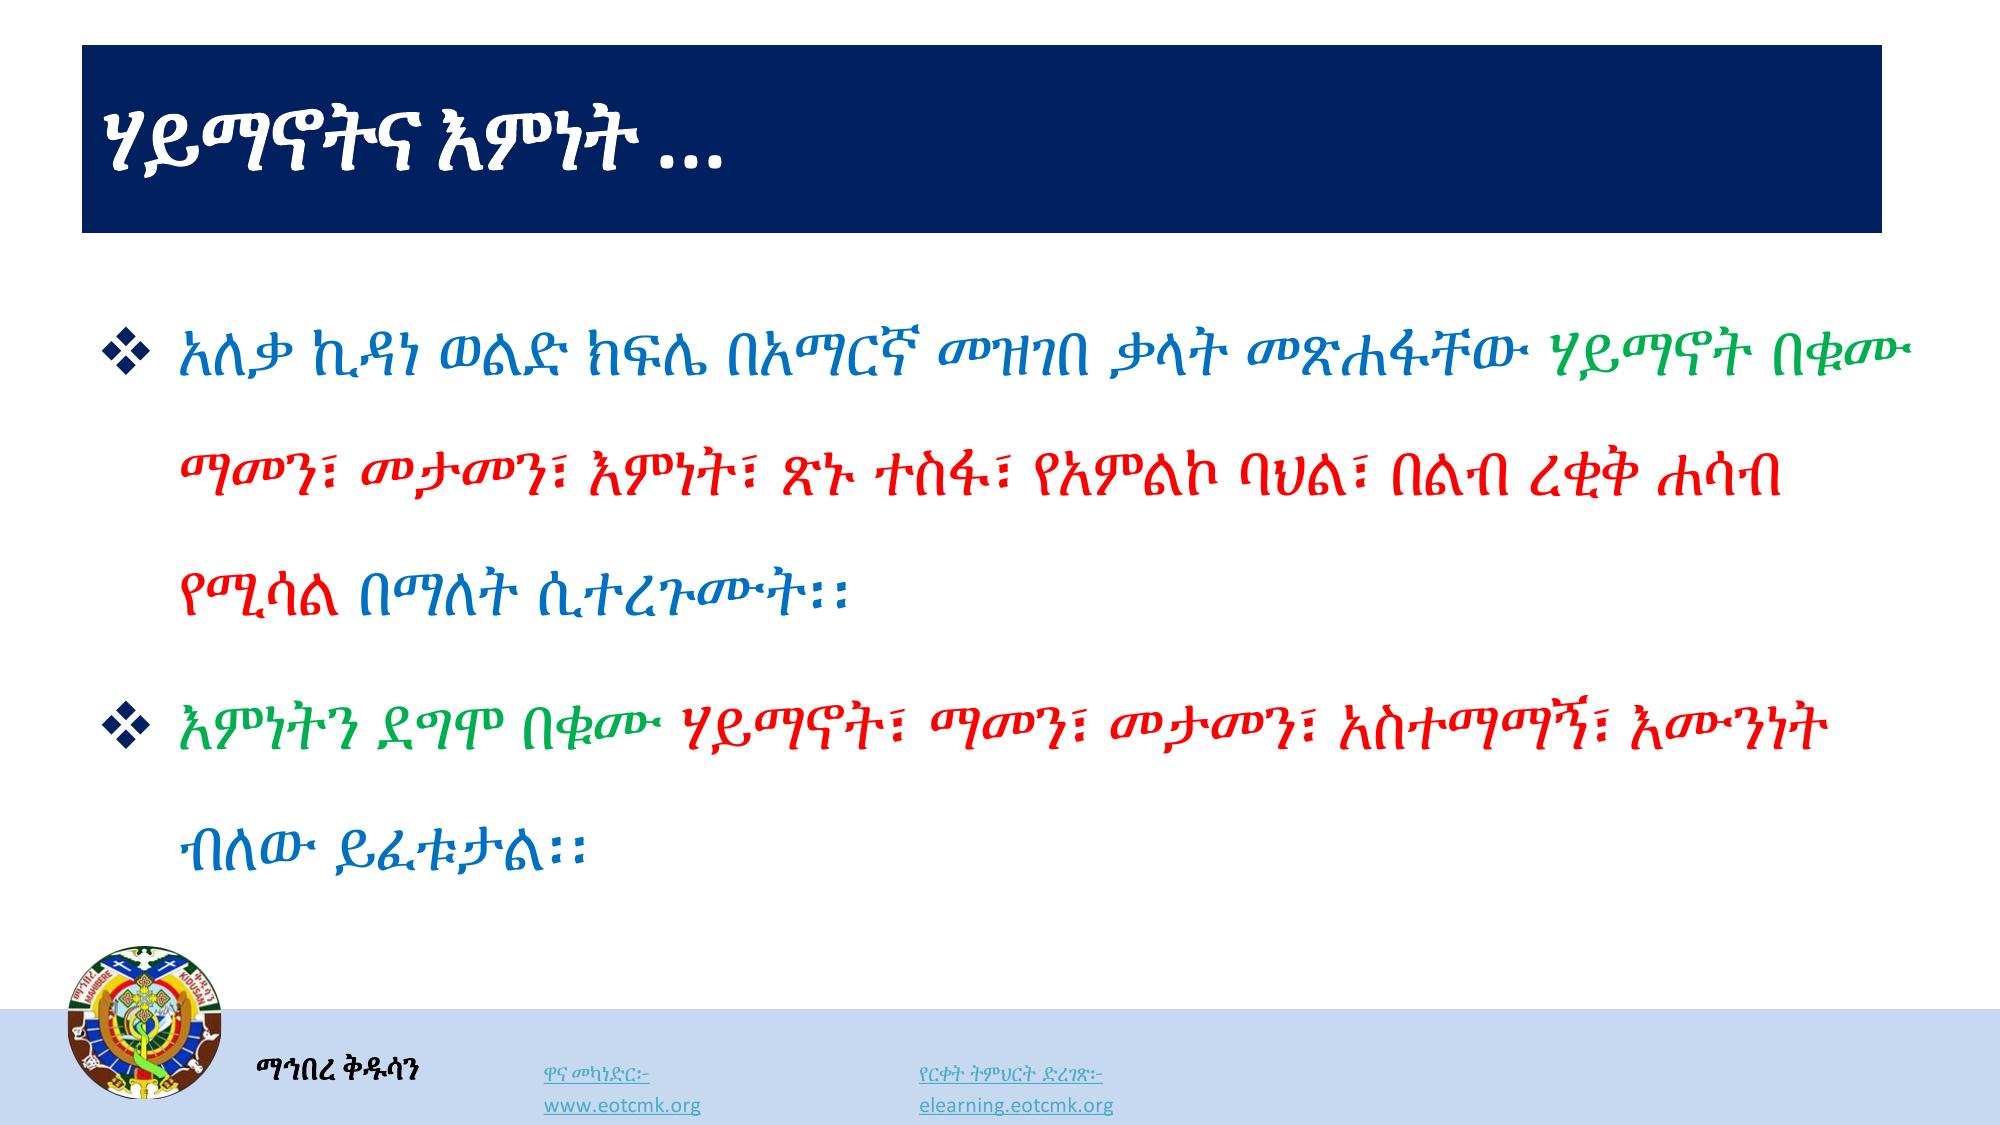 ሃይማኖትና እምነት ...
❖ አለቃ ኪዳነ ወልድ ክፍሌ በአማርኛ መዝገበ ቃላት መጽሐፋቸው ሃይማኖት በቁሙ
ማመን፣ መታመን፣ እምነት፣ ጽኑ ተስፋ፣ የአምልኮ ባህል፣ በልብ ረቂቅ ሐሳብ
የሚሳል በማለት ሲተረጉሙት፡፡
❖ እምነትን ደግሞ በቁሙ ሃይማኖት፣ ማመን፣ መታመን፣ አስተማማኝ፣ እሙንነት
ብለው ይፈቱታል፡፡
ማኅበረ ቅዱሳን
MAHIBERE KIDUSAN
ማኅበረ ቅዱሳን
ዋና መካነድር፡-
www.eotcmk.org
የርቀት ትምህርት ድረገጽ፡-
elearning.eotcmk.org